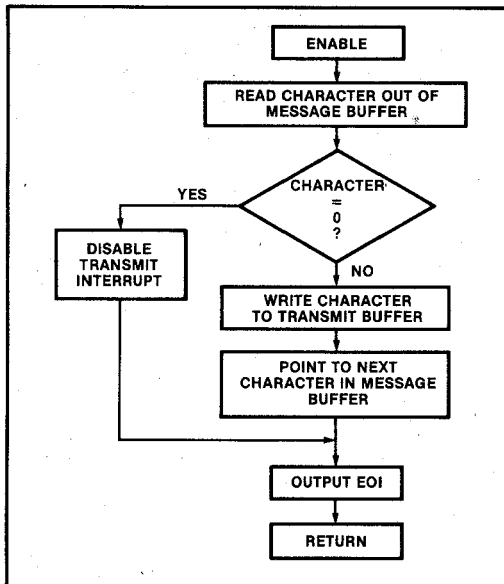 ENABLE
READ CHARACTER OUT OF
MESSAGE BUFFER
CHARACTER
=
0
?
YES
NO
DISABLE
TRANSMIT
INTERRUPT
WRITE CHARACTER
TO TRANSMIT BUFFER
POINT TO NEXT
CHARACTER IN MESSAGE
BUFFER
OUTPUT EOI
RETURN